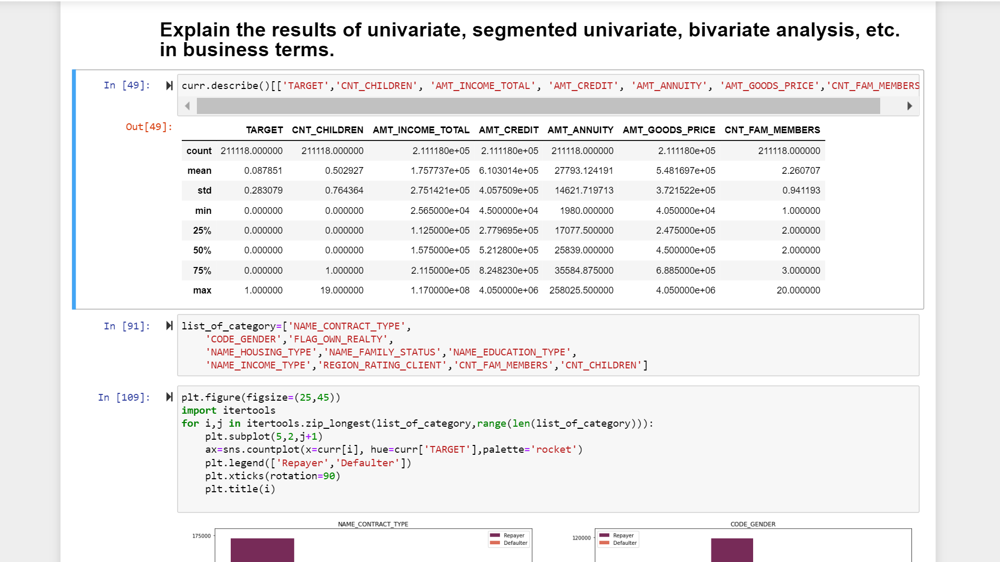 Explain the results of univariate, segmented univariate, bivariate analysis, etc.
in business terms.
In [49]:
curr.describe()[['TARGET','CNT_CHILDREN', 'AMT_INCOME_TOTAL', 'AMT_CREDIT', 'AMT_ANNUITY', 'AMT_GOODS_PRICE','CNT_FAM_MEMBERS
Out[49]:
TARGET CNT_CHILDREN AMT_INCOME_TOTAL AMT_CREDIT AMT_ANNUITY AMT_GOODS_PRICE CNT_FAM_MEMBERS
count 211118.000000 211118.000000 2.111180e+05 2.111180e+05 211118.000000 2.111180e+05 211118.000000
mean 0.087851 0.502927 1.757737e+05 6.103014e+05 27793.124191 5.481697e+05 2.260707
std 0.283079 0.764364 2.751421e+05 4.057509e+05 14621.719713 3.721522e+05 0.941193
min 0.000000 0.000000 2.565000e+04 4.500000e+04 1980.000000 4.050000e+04 1.000000
25% 0.000000 0.000000 1.125000e+05 2.779695e+05 17077.500000 2.475000e+05 2.000000
50% 0.000000 0.000000 1.575000e+05 5.212800e+05 25839.000000 4.500000e+05 2.000000
75% 0.000000 1.000000 2.115000e+05 8.248230e+05 35584.875000 6.885000e+05 3.000000
max 1.000000 19.000000 1.170000e+08 4.050000e+06 258025.500000 4.050000e+06 20.000000
In [91]:
list_of_category=['NAME_CONTRACT_TYPE',
'CODE_GENDER','FLAG_OWN_REALTY',
'NAME_HOUSING_TYPE','NAME_FAMILY_STATUS','NAME_EDUCATION_TYPE',
'NAME_INCOME_TYPE','REGION_RATING_CLIENT','CNT_FAM_MEMBERS','CNT_CHILDREN']
In [109]:
plt.figure(figsize=(25,45))
import itertools
for i,j in itertools.zip_longest(list_of_category,range(len(list_of_category))):
plt.subplot(5,2,j+1)
ax=sns.countplot(x=curr[i], hue=curr['TARGET'],palette='rocket')
plt.legend(['Repayer','Defaulter'])
plt.xticks(rotation=90)
plt.title(i)
NAME_CONTRACT_TYPE
175000
Repayer
Defaulter
CODE_GENDER
120000
Repayer
Defaulter